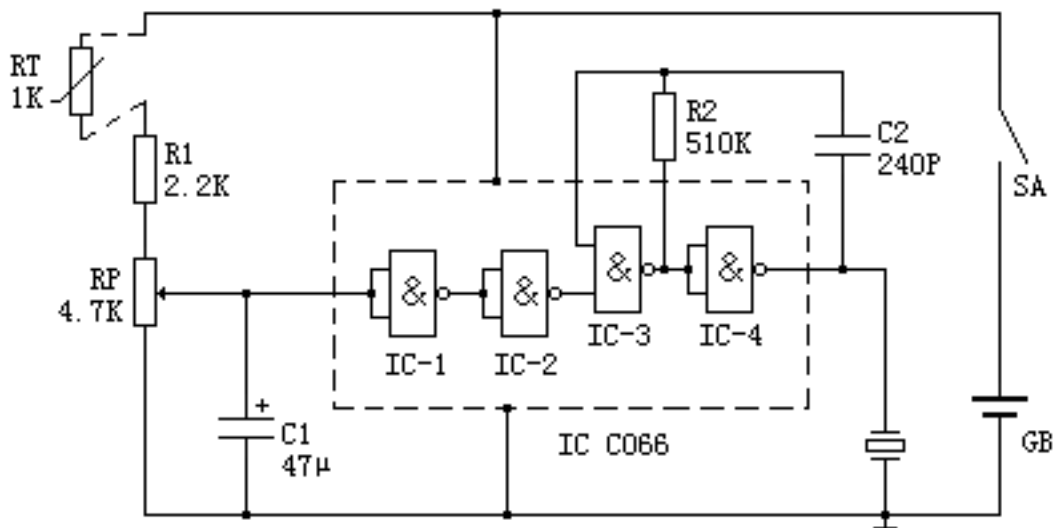 RT
1K
R1
2.2K
RP
4.7K
C1
47μ
+
&
IC-1
&
IC-2
&
IC-3
&
IC-4
R2
510K
C2
240P
SA
GB
IC C066